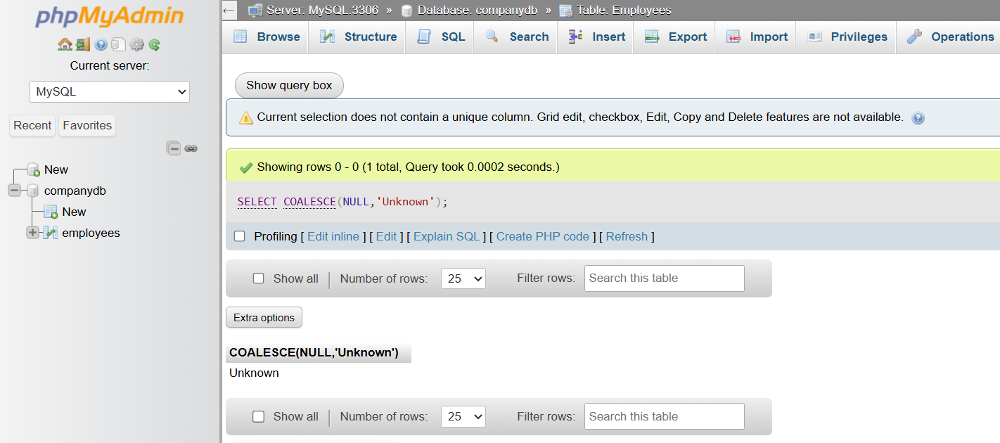 phpMyAdmin
Current server:
MySQL
Recent Favorites
New
companydb
New
employees
Server: MySQL:3306 » Database: companydb » Table: Employees
Browse Structure SQL Search Insert Export Import Privileges Operations
Show query box
Current selection does not contain a unique column. Grid edit, checkbox, Edit, Copy and Delete features are not available.
Showing rows 0 - 0 (1 total, Query took 0.0002 seconds.)
SELECT COALESCE(NULL,'Unknown');
Profiling [ Edit inline ] [ Edit ] [ Explain SQL ] [ Create PHP code ] [ Refresh ]
Show all | Number of rows: 25 Filter rows: Search this table
Extra options
COALESCE(NULL,'Unknown')
Unknown
Show all | Number of rows: 25 Filter rows: Search this table